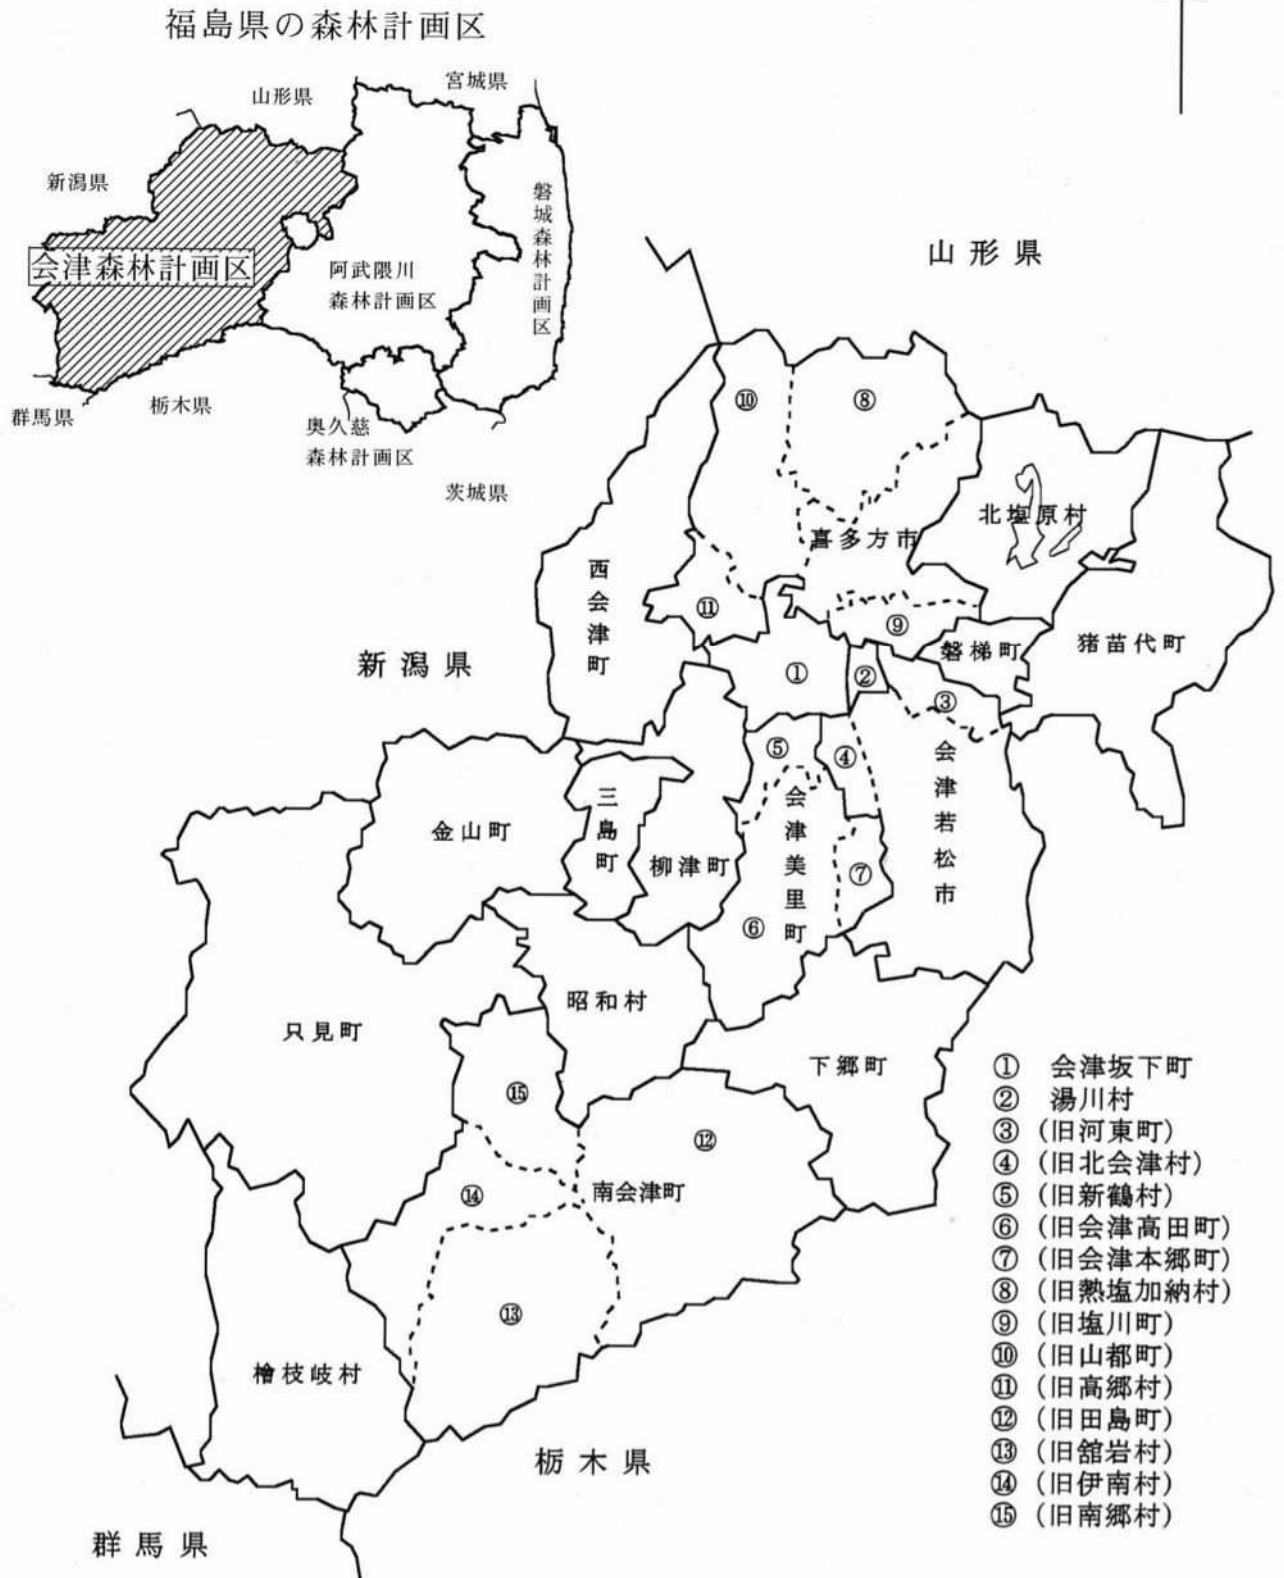 福島県の森林計画区
宮城県
山形県
新潟県
磐城森林計画区
会津森林計画区
阿武隈川
森林計画区
群馬県
栃木県
奥久慈
森林計画区
茨城県
山形県
⑩
⑧
北塩原村
喜多方市
西会津町
⑪
⑨
磐梯町
猪苗代町
新潟県
①
②
③
⑤
④
会津若松市
会津美里町
三島町
金山町
柳津町
⑦
⑥
昭和村
只見町
下郷町
⑮
⑫
⑭
南会津町
⑬
檜枝岐村
栃木県
群馬県
① 会津坂下町
② 湯川村
③ (旧河東町)
④ (旧北会津村)
⑤ (旧新鶴村)
⑥ (旧会津高田町)
⑦ (旧会津本郷町)
⑧ (旧熱塩加納村)
⑨ (旧塩川町)
⑩ (旧山都町)
⑪ (旧高郷村)
⑫ (旧田島町)
⑬ (旧舘岩村)
⑭ (旧伊南村)
⑮ (旧南郷村)